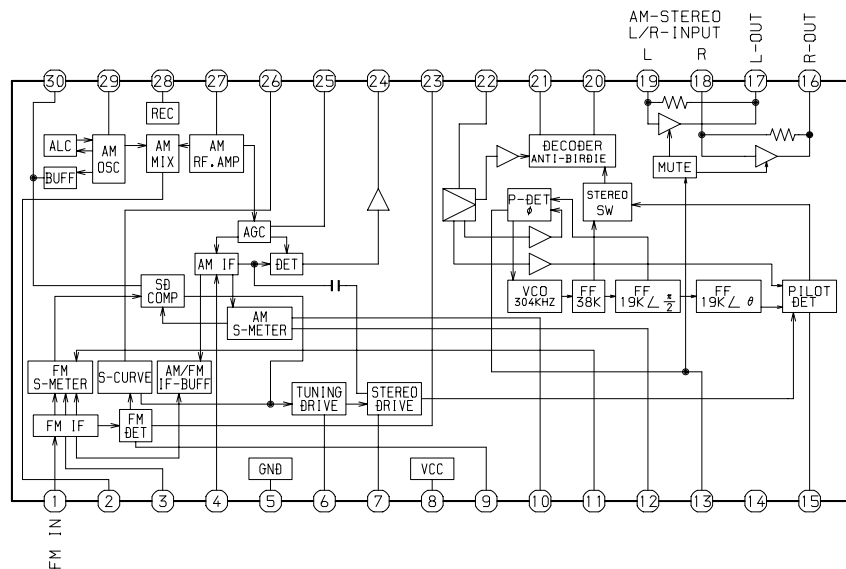 AM-STEREO
L/R-INPUT
L
R
L-OUT
R-OUT
30
29
28
27
26
25
24
23
22
21
20
19
18
17
16
REC
ALC
AM
OSC
AM
MIX
AM
RF.AMP
BUFF
DECODER
ANTI-BIRDIE
MUTE
P-DET
Ø
STEREO
SW
AGC
AM IF
DET
SD
COMP
VCO
304KHZ
FF
38K
FF
19K∠ π/2
FF
19K∠ θ
PILOT
DET
AM
S-METER
FM
S-METER
S-CURVE
AM/FM
IF-BUFF
TUNING
DRIVE
STEREO
DRIVE
FM IF
FM
DET
GND
VCC
1
2
3
4
5
6
7
8
9
10
11
12
13
14
15
FM IN